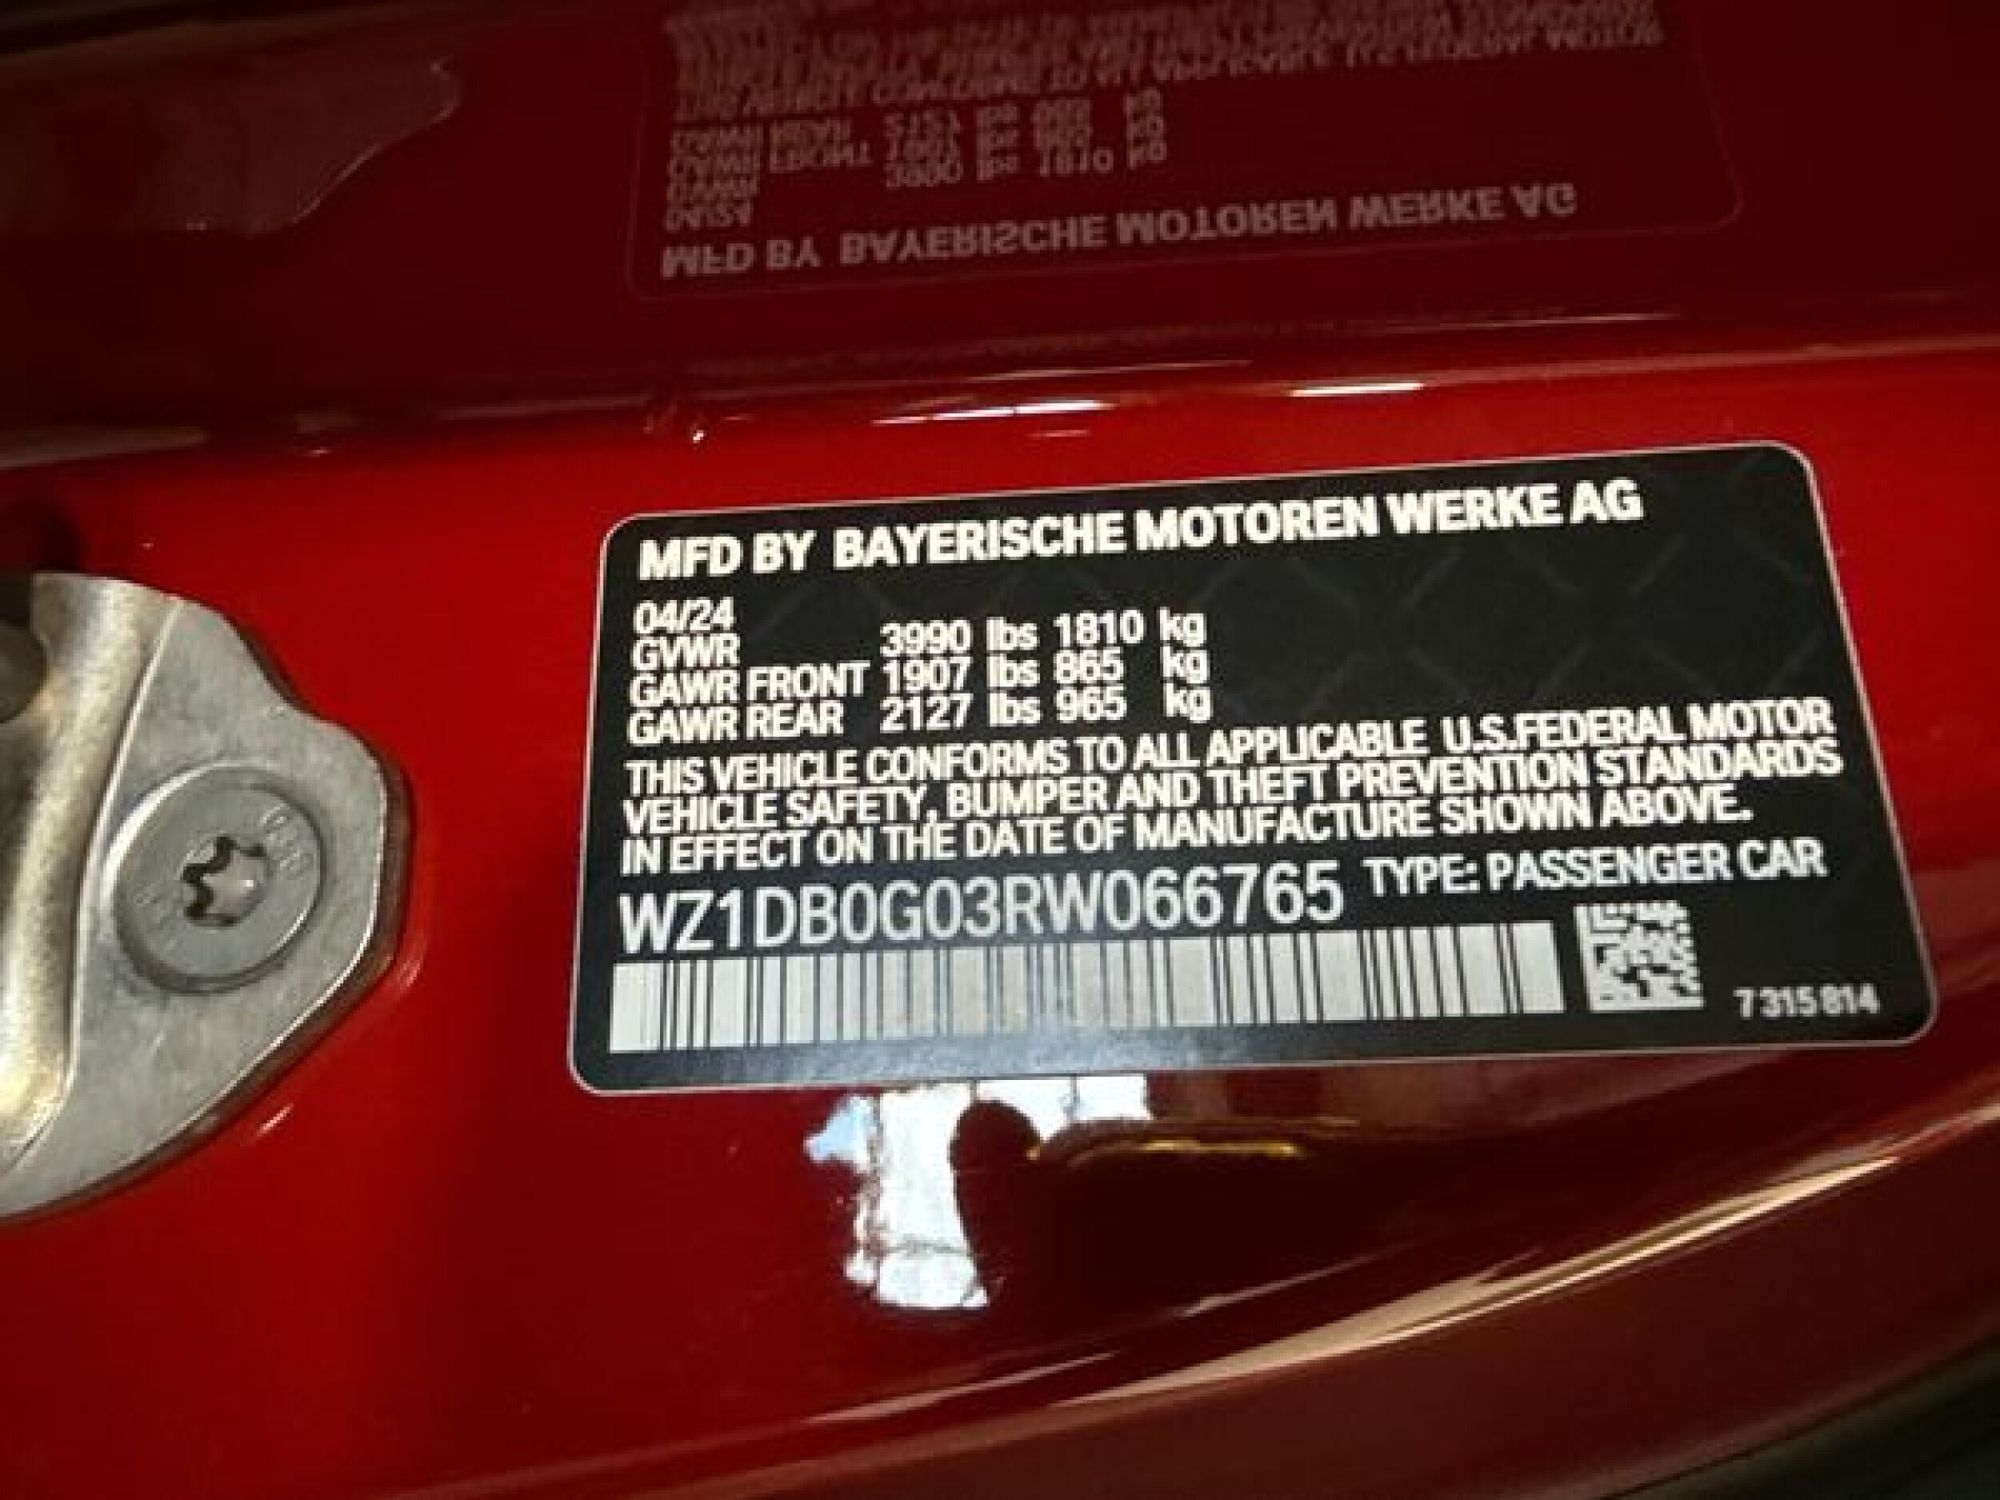 MFD BY BAYERISCHE MOTOREN WERKE AG
04/24
GVWR 3990 lbs 1810 kg
GAWR FRONT 1907 lbs 865 kg
GAWR REAR 2127 lbs 965 kg
THIS VEHICLE CONFORMS TO ALL APPLICABLE U.S.FEDERAL MOTOR
VEHICLE SAFETY, BUMPER AND THEFT PREVENTION STANDARDS
IN EFFECT ON THE DATE OF MANUFACTURE SHOWN ABOVE.
WZ1DB0G03RW066765 TYPE: PASSENGER CAR
7315814